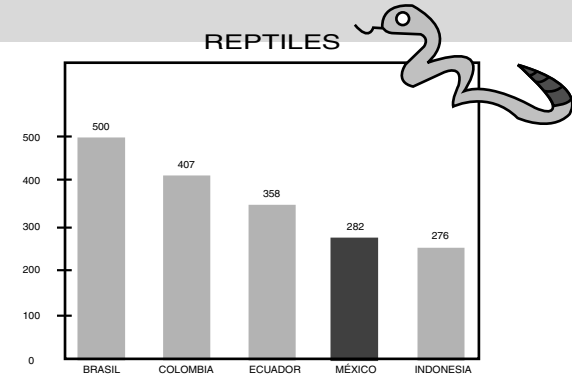 REPTILES
500
407
358
282
276
500
400
300
200
100
0
BRASIL
COLOMBIA
ECUADOR
MÉXICO
INDONESIA